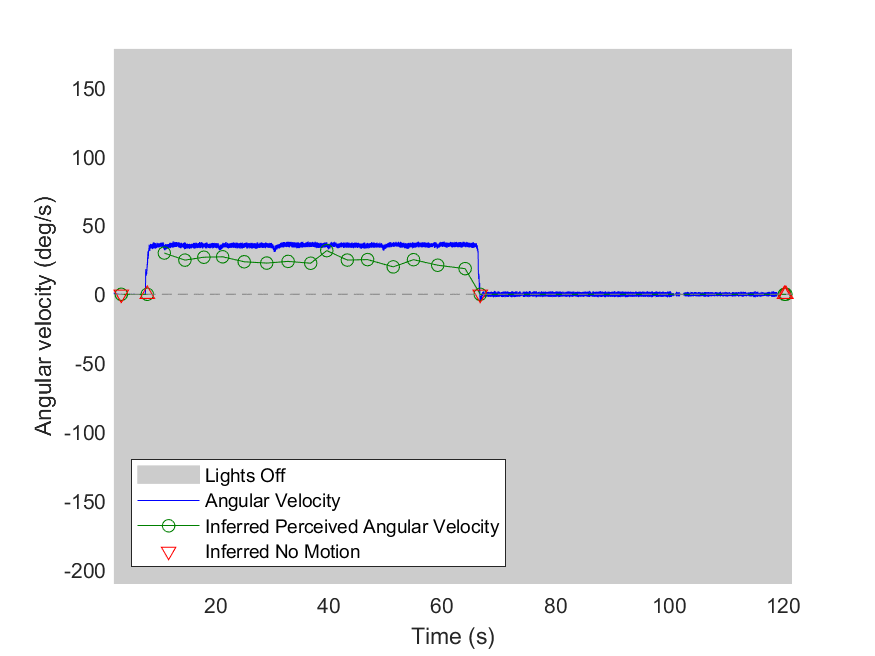 150
100
50
0
-50
-100
-150
-200
Angular velocity (deg/s)
Lights Off
Angular Velocity
Inferred Perceived Angular Velocity
Inferred No Motion
20 40 60 80 100 120
Time (s)